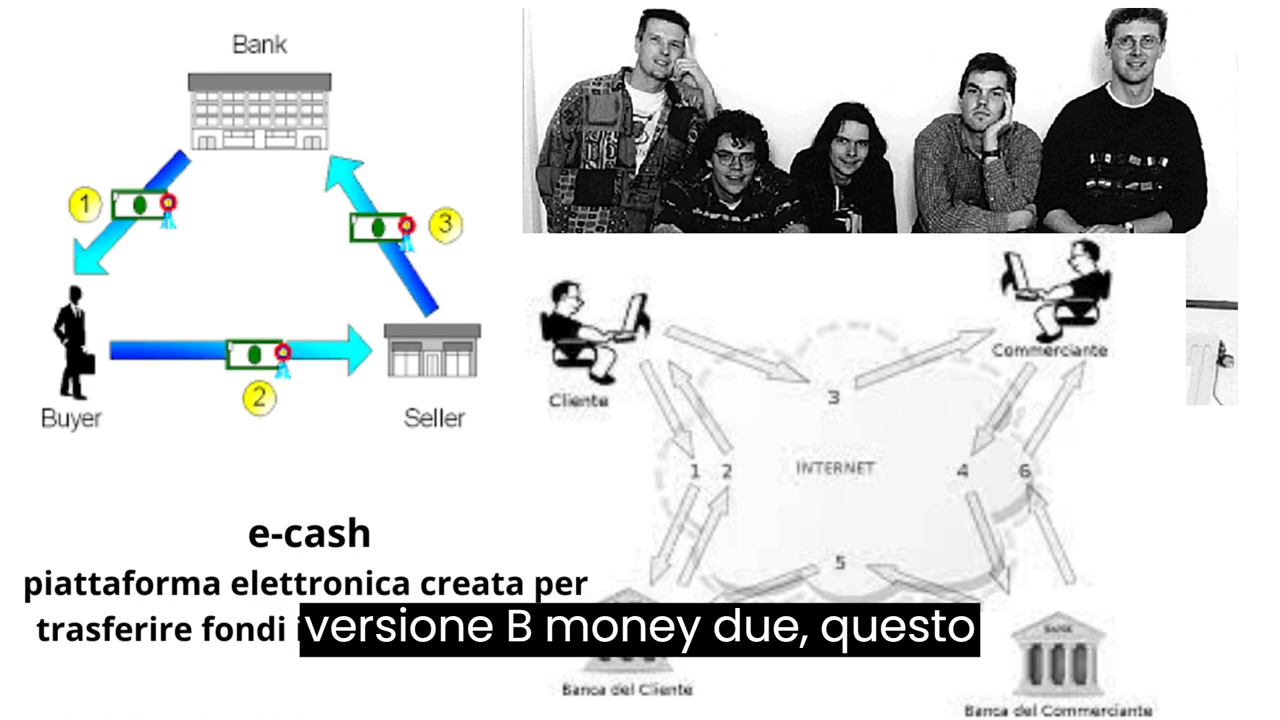 Bank
1
3
2
Buyer
Seller
Cliente
Commerciante
3
1
2
INTERNET
4
6
5
e-cash
piattaforma elettronica creata per
trasferire fondi
versione B money due, questo
BANK
Banca del Cliente
Banca del Commerciante